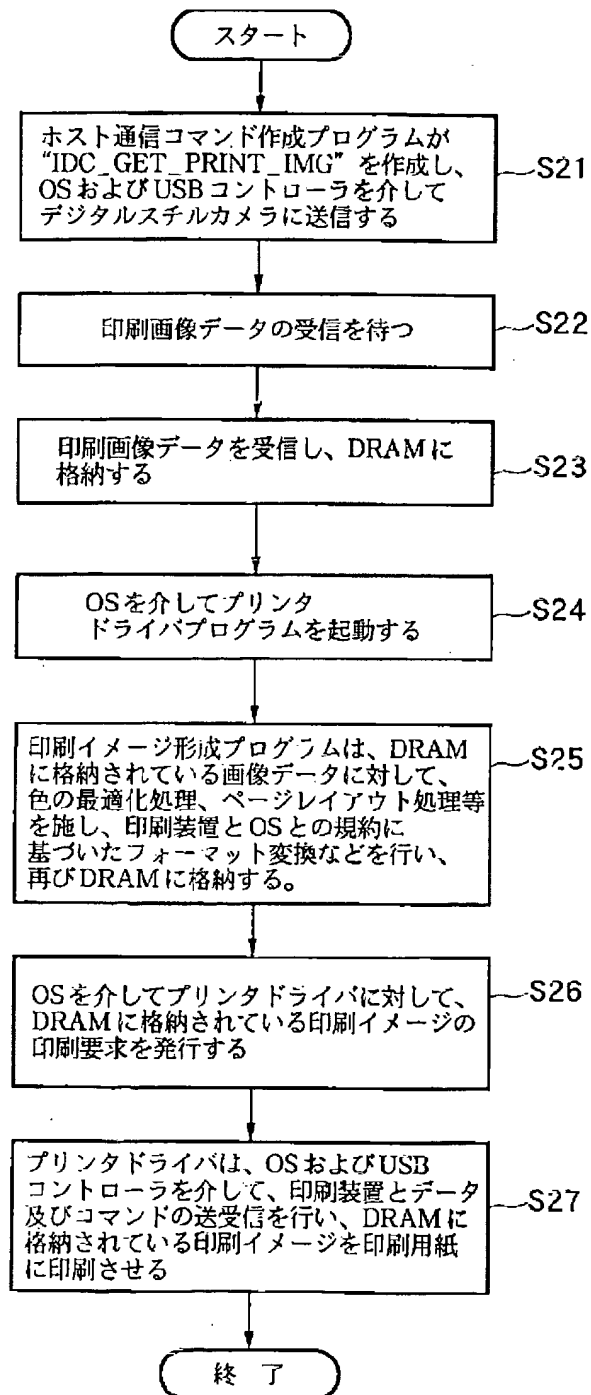 スタート
ホスト通信コマンド作成プログラムが
“IDC_GET_PRINT_IMG”を作成し、
OSおよびUSBコントローラを介して
デジタルスチルカメラに送信する
S21
印刷画像データの受信を待つ
S22
印刷画像データを受信し、DRAMに
格納する
S23
OSを介してプリンタ
ドライバプログラムを起動する
S24
印刷イメージ形成プログラムは、DRAM
に格納されている画像データに対して、
色の最適化処理、ページレイアウト処理等
を施し、印刷装置とOSとの規約に
基づいたフォーマット変換などを行い、
再びDRAMに格納する。
S25
OSを介してプリンタドライバに対して、
DRAMに格納されている印刷イメージの
印刷要求を発行する
S26
プリンタドライバは、OSおよびUSB
コントローラを介して、印刷装置とデータ
及びコマンドの送受信を行い、DRAMに
格納されている印刷イメージを印刷用紙
に印刷させる
S27
終了